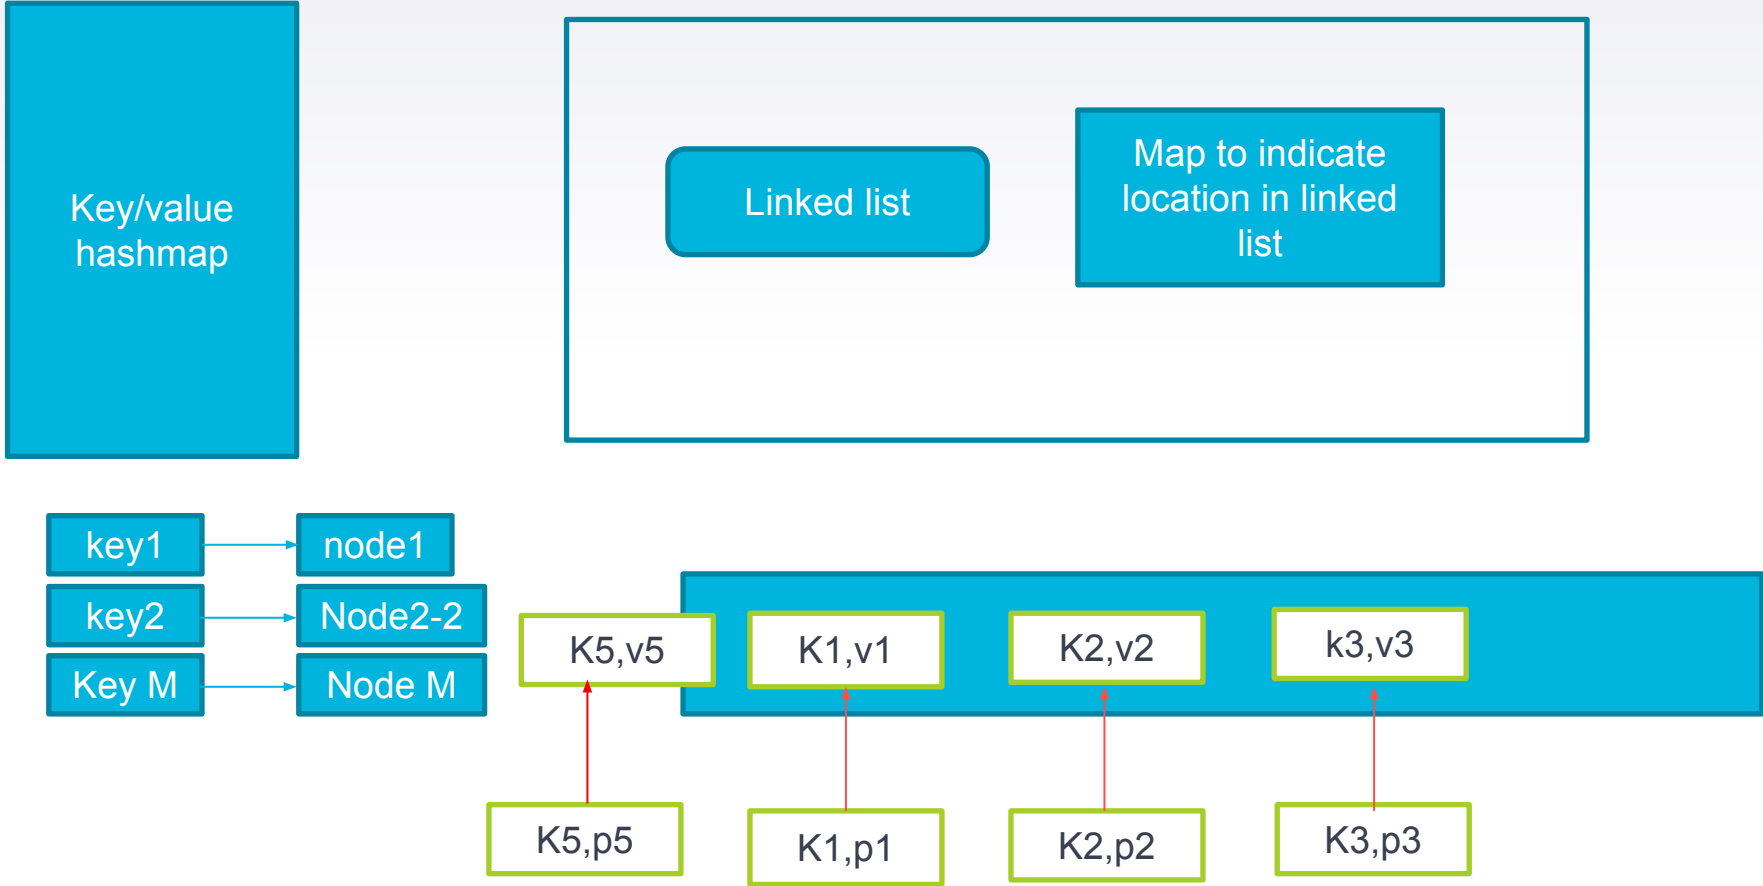 Key/value
hashmap
Linked list
Map to indicate
location in linked
list
key1
node1
key2
Node2-2
Key M
Node M
K5,v5
K1,v1
K2,v2
k3,v3
K5,p5
K1,p1
K2,p2
K3,p3